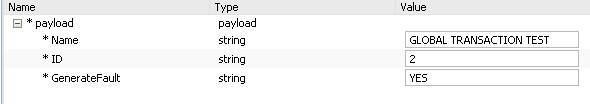 Name Type Value
* payload payload
* Name string GLOBAL TRANSACTION TEST
* ID string 2
* GenerateFault string YES